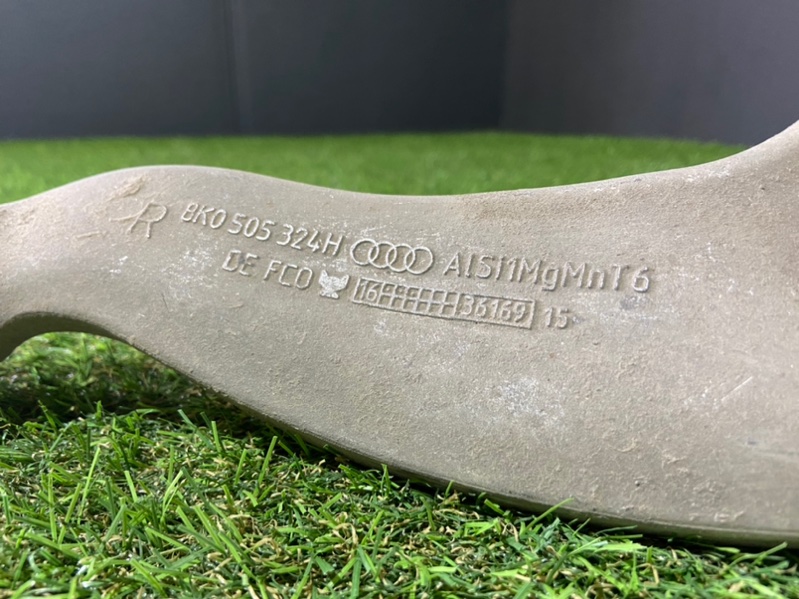 R 8K0 505 324H AlSi1MgMnT6
DE FCO 16 36169 15